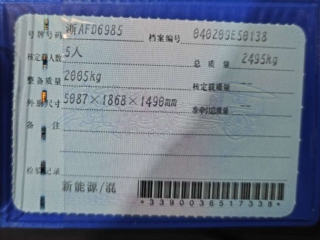 号牌号码 浙AFD6985 档案编号 040209E50138
核定载人数 5人 总质量 2495kg
整备质量 2005kg 核定载质量
外廓尺寸 5087×1868×1490mm 准牵引总质量
备注
检验记录
新能源/混
*3390036517338*